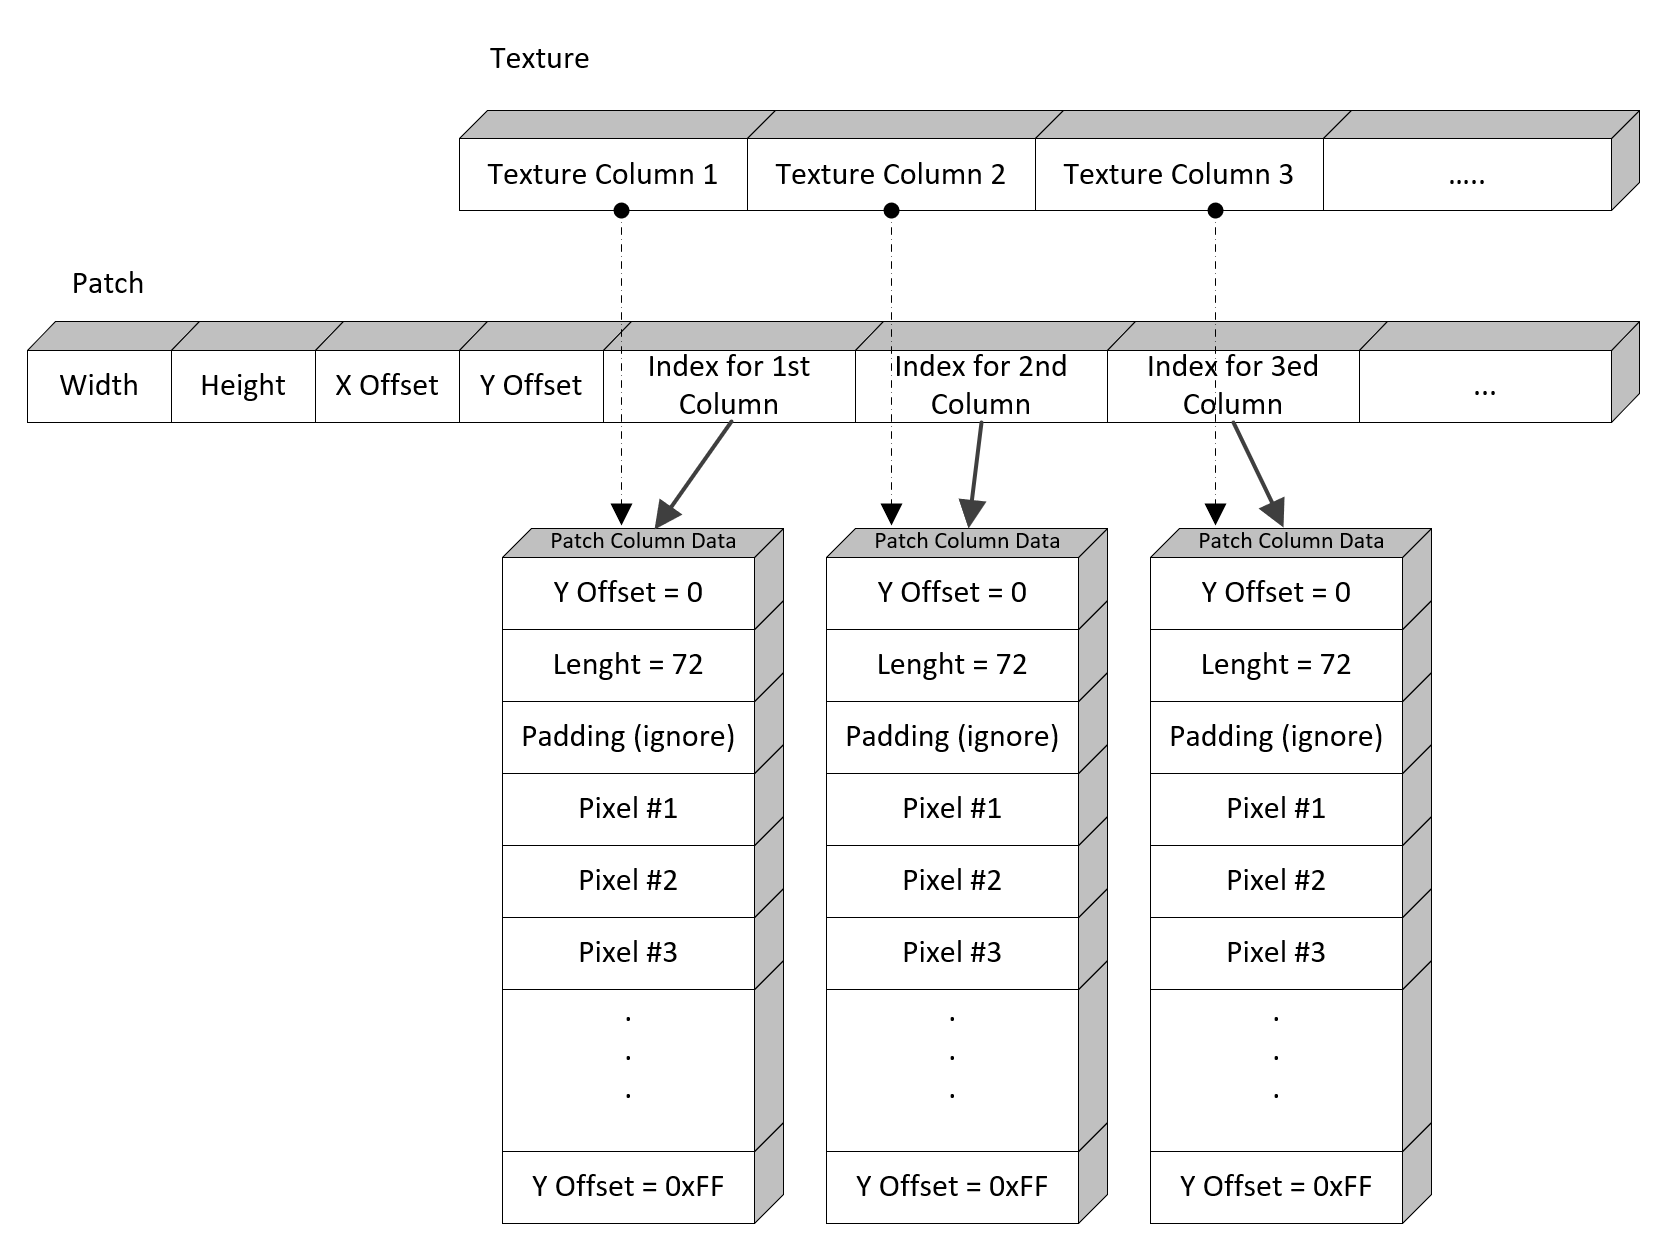 Texture
Texture Column 1 Texture Column 2 Texture Column 3 .....
Patch
Width Height X Offset Y Offset Index for 1st Column Index for 2nd Column Index for 3ed Column ...
Patch Column Data Patch Column Data Patch Column Data
Y Offset = 0 Y Offset = 0 Y Offset = 0
Lenght = 72 Lenght = 72 Lenght = 72
Padding (ignore) Padding (ignore) Padding (ignore)
Pixel #1 Pixel #1 Pixel #1
Pixel #2 Pixel #2 Pixel #2
Pixel #3 Pixel #3 Pixel #3
. . .
. . .
. . .
Y Offset = 0xFF Y Offset = 0xFF Y Offset = 0xFF